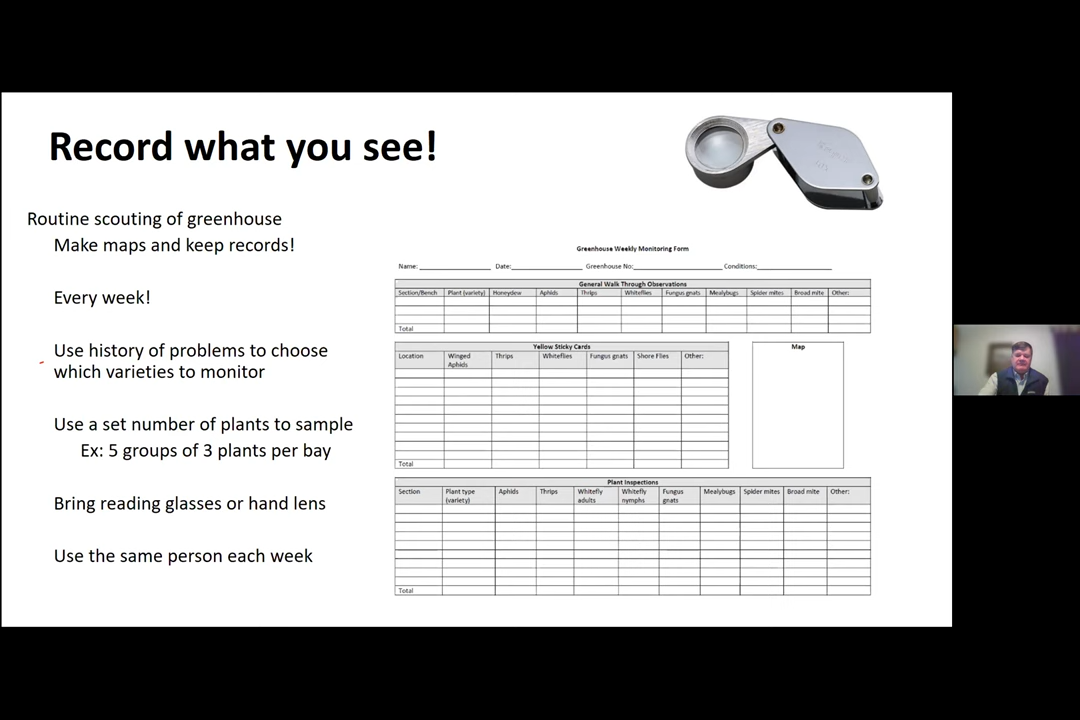 Record what you see!
Routine scouting of greenhouse
Make maps and keep records!
Every week!
Use history of problems to choose
which varieties to monitor
Use a set number of plants to sample
Ex: 5 groups of 3 plants per bay
Bring reading glasses or hand lens
Use the same person each week
Greenhouse Weekly Monitoring Form
Name: Date: Greenhouse No: Conditions:
General Walk Through Observations
Section/Bench Plant (variety) Honeydew Aphids Thrips Whiteflies Fungus gnats Mealybugs Spider mites Broad mite Other:
Total
Yellow Sticky Cards
Location Winged Aphids Thrips Whiteflies Fungus gnats Shore Flies Other:
Total
Map
Plant Inspections
Section Plant type (variety) Aphids Thrips Whitefly adults Whitefly nymphs Fungus gnats Mealybugs Spider mites Broad mite Other:
Total